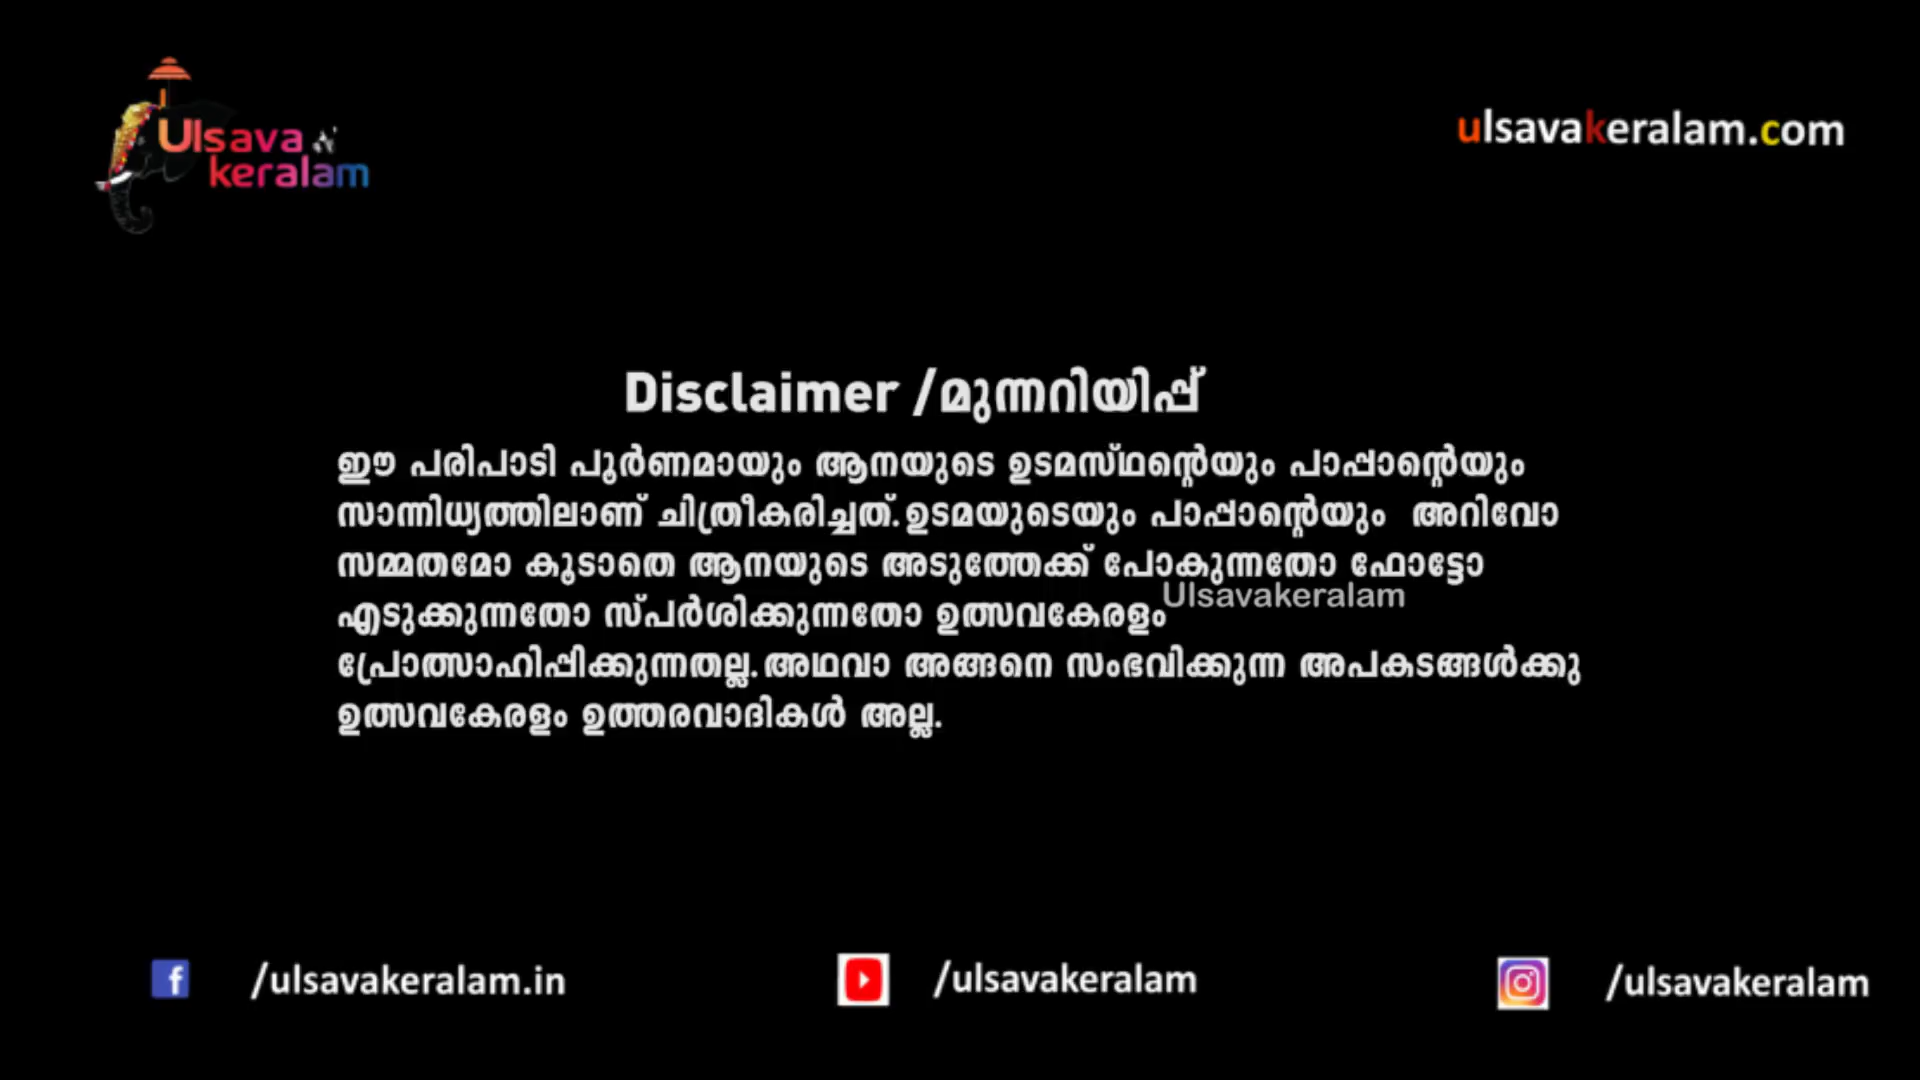 Ulsava
keralam
ulsavakeralam.com
Disclaimer /മുന്നറിയിപ്പ്
ഈ പരിപാടി പൂർണമായും ആനയുടെ ഉടമസ്ഥന്റെയും പാപ്പാന്റെയും
സാന്നിധ്യത്തിലാണ് ചിത്രീകരിച്ചത്.ഉടമയുടെയും പാപ്പാന്റെയും അറിവോ
സമ്മതമോ കൂടാതെ ആനയുടെ അടുത്തേക്ക് പോകുന്നതോ ഫോട്ടോ
എടുക്കുന്നതോ സ്പർശിക്കുന്നതോ ഉത്സവകേരളം
Ulsavakeralam
പ്രോത്സാഹിപ്പിക്കുന്നതല്ല.അഥവാ അങ്ങനെ സംഭവിക്കുന്ന അപകടങ്ങൾക്കു
ഉത്സവകേരളം ഉത്തരവാദികൾ അല്ല.
/ulsavakeralam.in
/ulsavakeralam
/ulsavakeralam